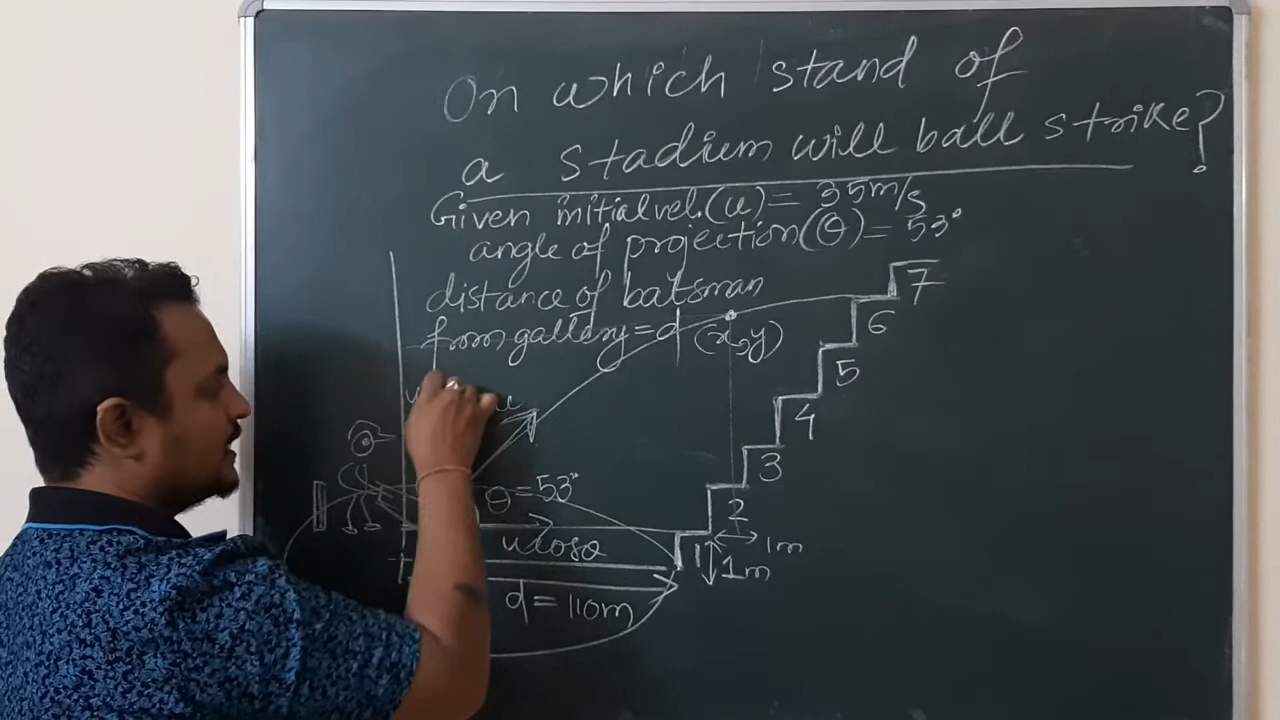 On which stand of
a stadium will ball strike?
Given initial vel.(u) = 35m/s
angle of projection(θ) = 53°
distance of batsman
from gallery = d
(x,y)
7
6
5
4
3
2
1
u
θ=53°
ucosθ
1m
1m
d = 110m